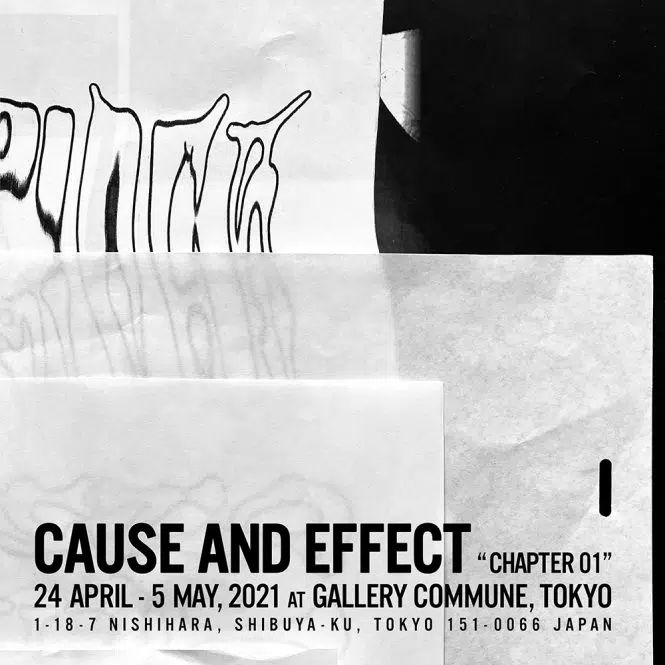 CAUSE AND EFFECT "CHAPTER 01"
24 APRIL - 5 MAY, 2021 AT GALLERY COMMUNE, TOKYO
1-18-7 NISHIHARA, SHIBUYA-KU, TOKYO 151-0066 JAPAN